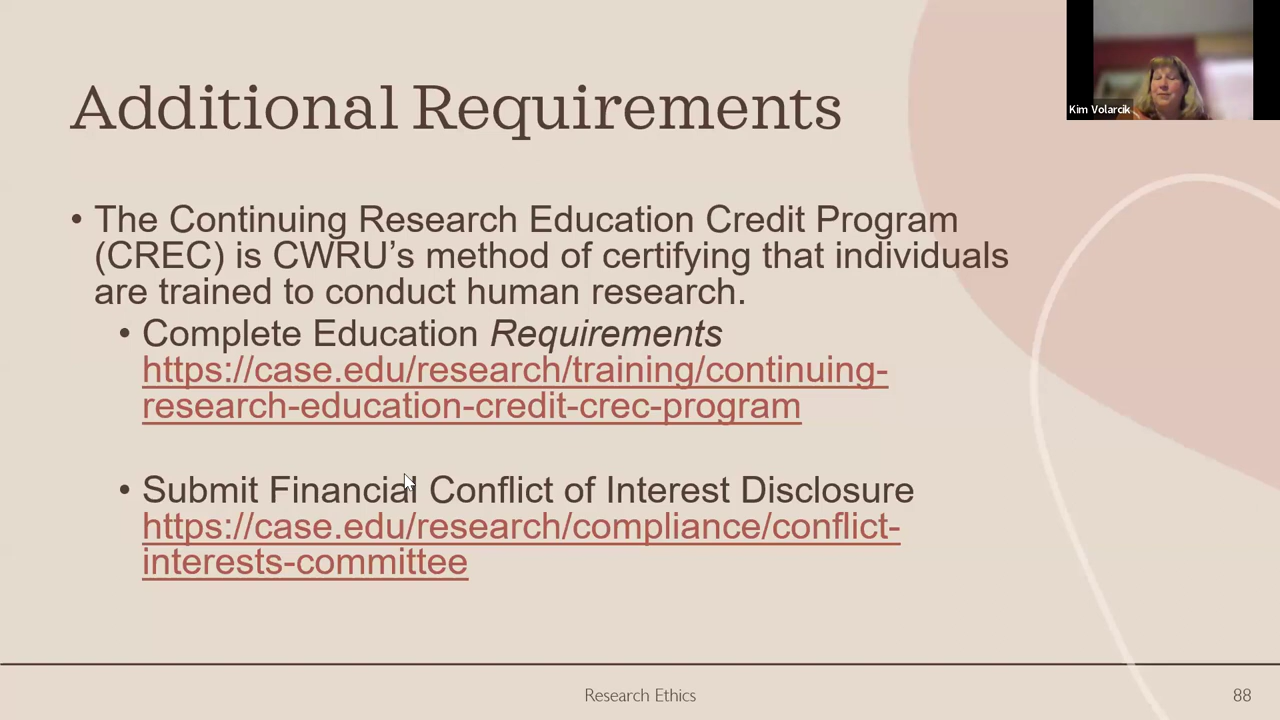 Additional Requirements
Kim Volarcik
• The Continuing Research Education Credit Program
(CREC) is CWRU’s method of certifying that individuals
are trained to conduct human research.
• Complete Education Requirements
https://case.edu/research/training/continuing-
research-education-credit-crec-program
• Submit Financial Conflict of Interest Disclosure
https://case.edu/research/compliance/conflict-
interests-committee
Research Ethics
88